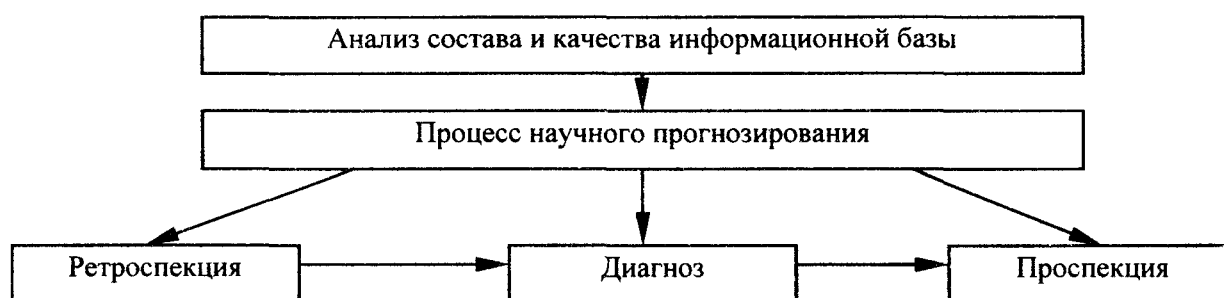 Анализ состава и качества информационной базы
Процесс научного прогнозирования
Ретроспекция
Диагноз
Проспекция